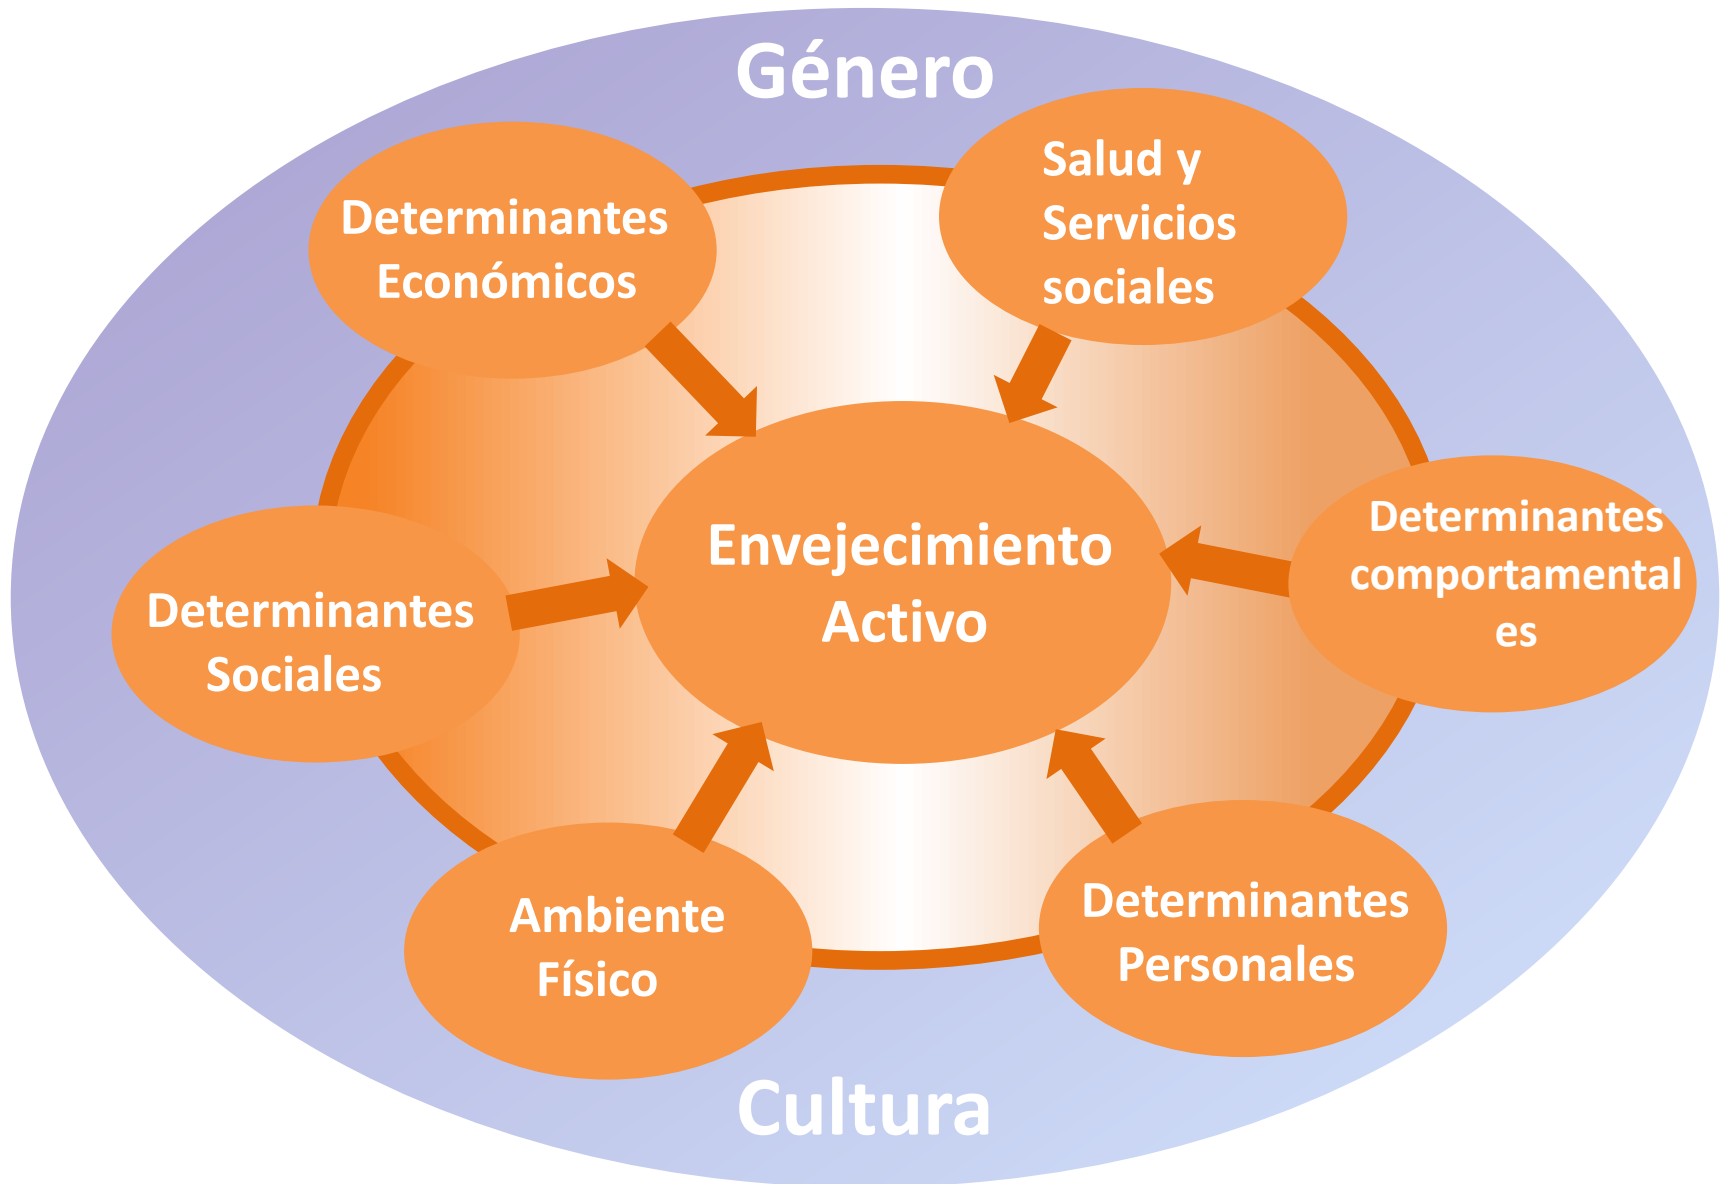 Género
Determinantes
Económicos
Salud y
Servicios
sociales
Envejecimiento
Activo
Determinantes
comportamental
es
Determinantes
Sociales
Ambiente
Físico
Determinantes
Personales
Cultura